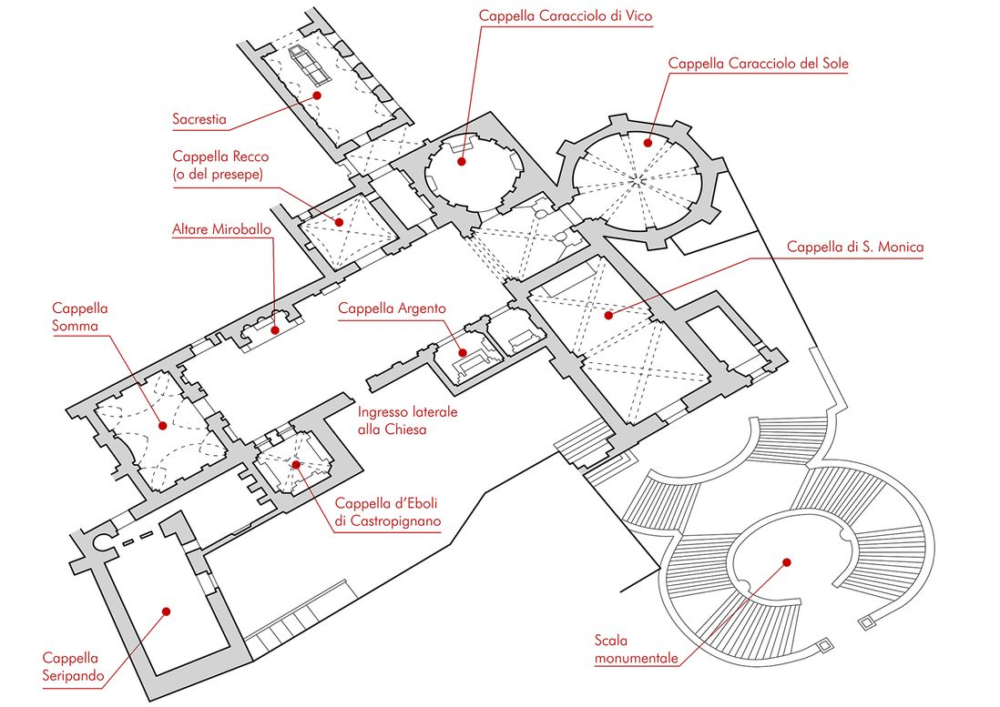 Cappella Caracciolo di Vico
Cappella Caracciolo del Sole
Sacrestia
Cappella Recco
(o del presepe)
Altare Miroballo
Cappella di S. Monica
Cappella
Somma
Cappella Argento
Ingresso laterale
alla Chiesa
Cappella d’Eboli
di Castropignano
Scala
monumentale
Cappella
Seripando